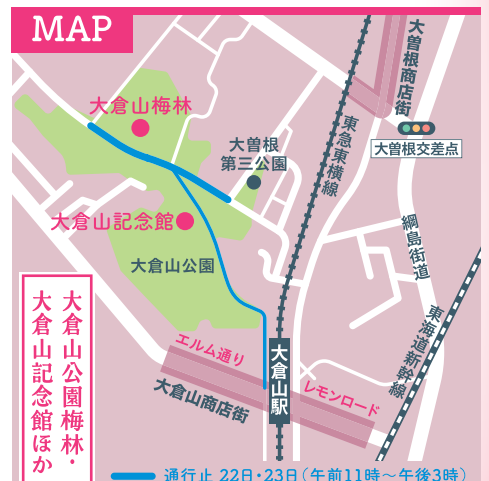 MAP
大倉山梅林
大曽根
第三公園
大倉山記念館
大倉山公園
東急東横線
大曽根商店街
大曽根交差点
綱島街道
東海道新幹線
大倉山公園梅林・
大倉山記念館ほか
エルム通り
大倉山商店街
大倉山駅
レモンロード
通行止 22日・23日(午前11時～午後3時)